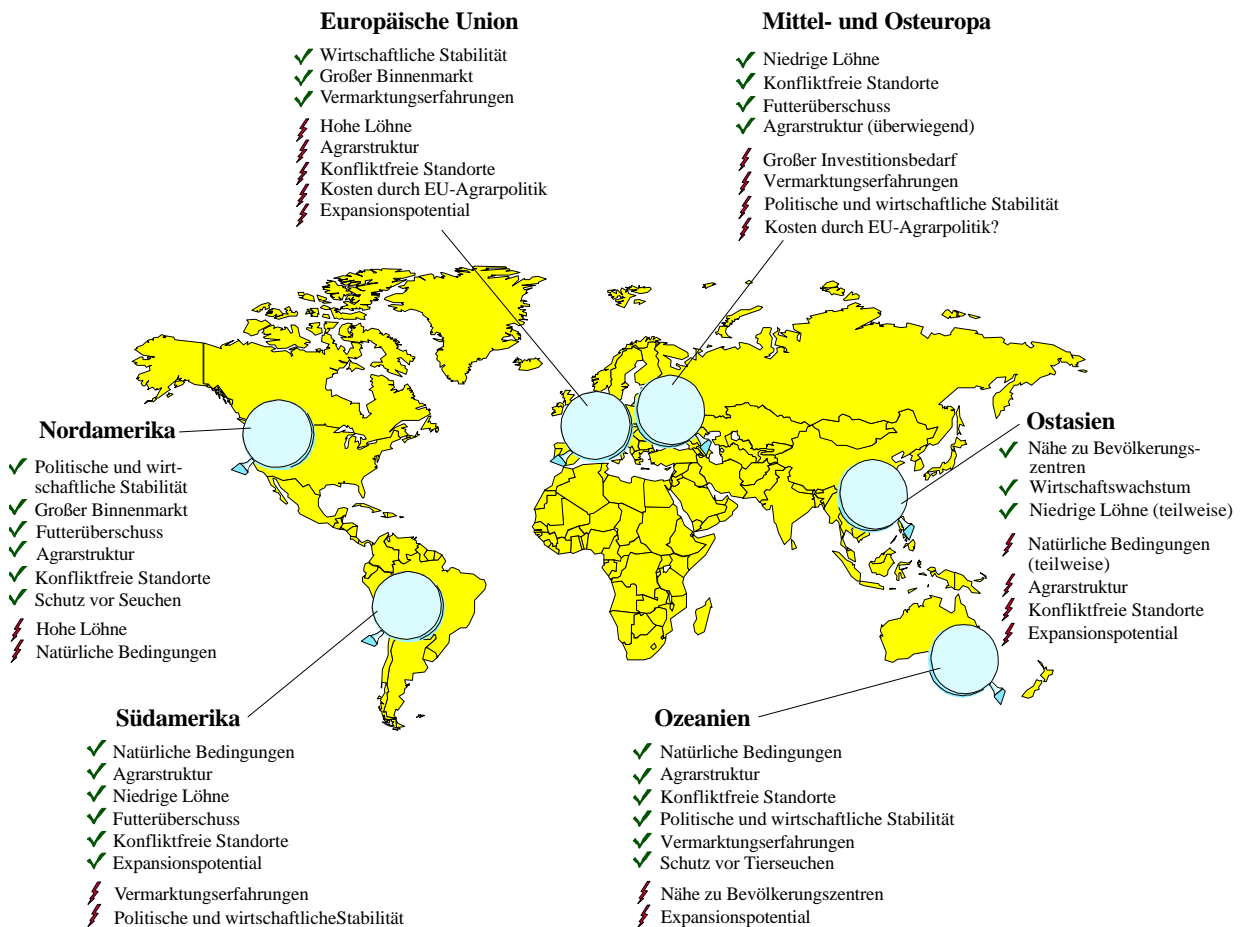 Europäische Union
Wirtschaftliche Stabilität
Großer Binnenmarkt
Vermarktungserfahrungen
Hohe Löhne
Agrarstruktur
Konfliktfreie Standorte
Kosten durch EU-Agrarpolitik
Expansionspotential
Mittel- und Osteuropa
Niedrige Löhne
Konfliktfreie Standorte
Futterüberschuss
Agrarstruktur (überwiegend)
Großer Investitionsbedarf
Vermarktungserfahrungen
Politische und wirtschaftliche Stabilität
Kosten durch EU-Agrarpolitik?
Nordamerika
Politische und wirt-
schaftliche Stabilität
Großer Binnenmarkt
Futterüberschuss
Agrarstruktur
Konfliktfreie Standorte
Schutz vor Seuchen
Hohe Löhne
Natürliche Bedingungen
Ostasien
Nähe zu Bevölkerungs-
zentren
Wirtschaftswachstum
Niedrige Löhne (teilweise)
Natürliche Bedingungen
(teilweise)
Agrarstruktur
Konfliktfreie Standorte
Expansionspotential
Südamerika
Natürliche Bedingungen
Agrarstruktur
Niedrige Löhne
Futterüberschuss
Konfliktfreie Standorte
Expansionspotential
Vermarktungserfahrungen
Politische und wirtschaftlicheStabilität
Ozeanien
Natürliche Bedingungen
Agrarstruktur
Konfliktfreie Standorte
Politische und wirtschaftliche Stabilität
Vermarktungserfahrungen
Schutz vor Tierseuchen
Nähe zu Bevölkerungszentren
Expansionspotential